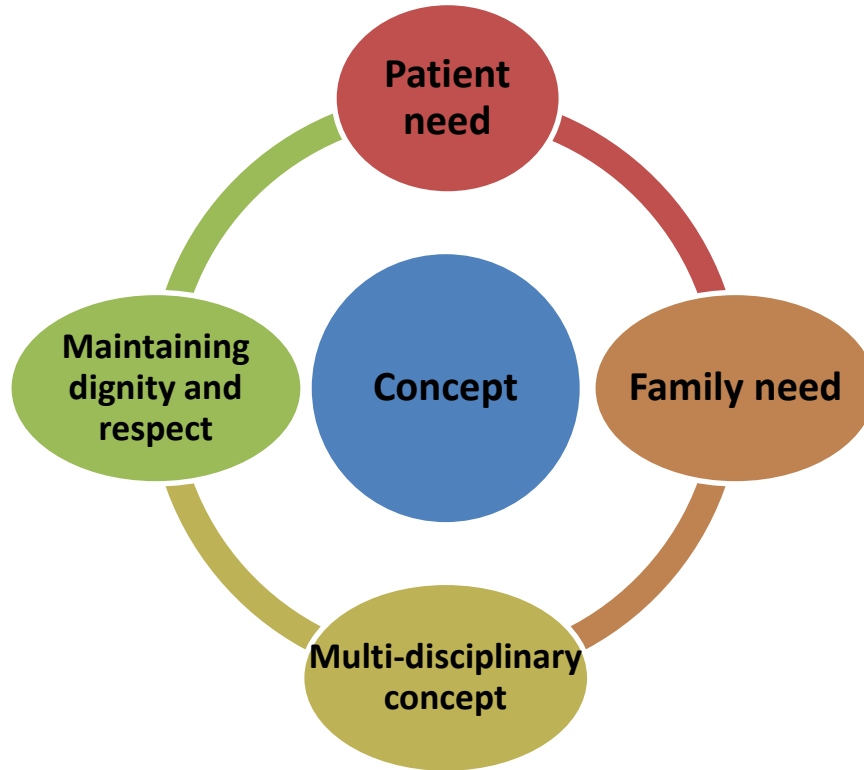 Patient
need
Maintaining
dignity and
respect
Concept
Family need
Multi-disciplinary
concept